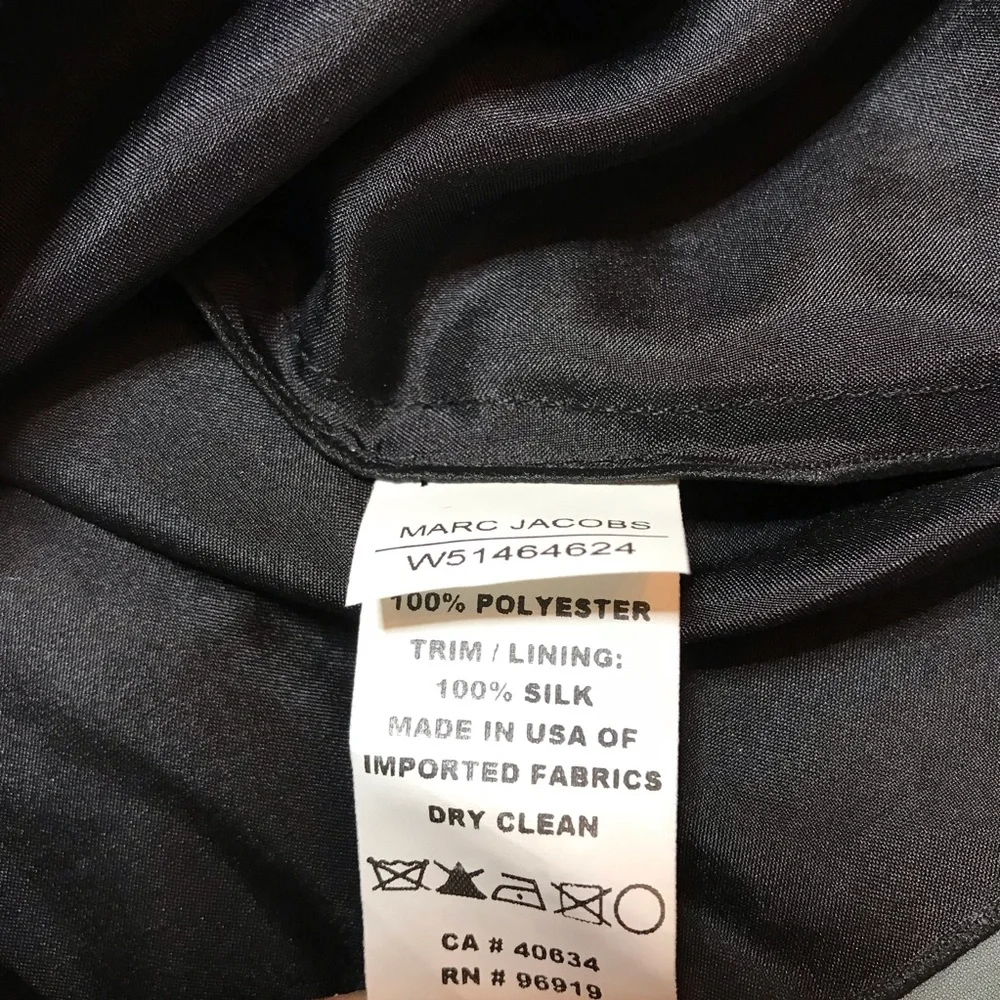 MARC JACOBS
W51464624
100% POLYESTER
TRIM / LINING:
100% SILK
MADE IN USA OF
IMPORTED FABRICS
DRY CLEAN
CA # 40634
RN # 96919